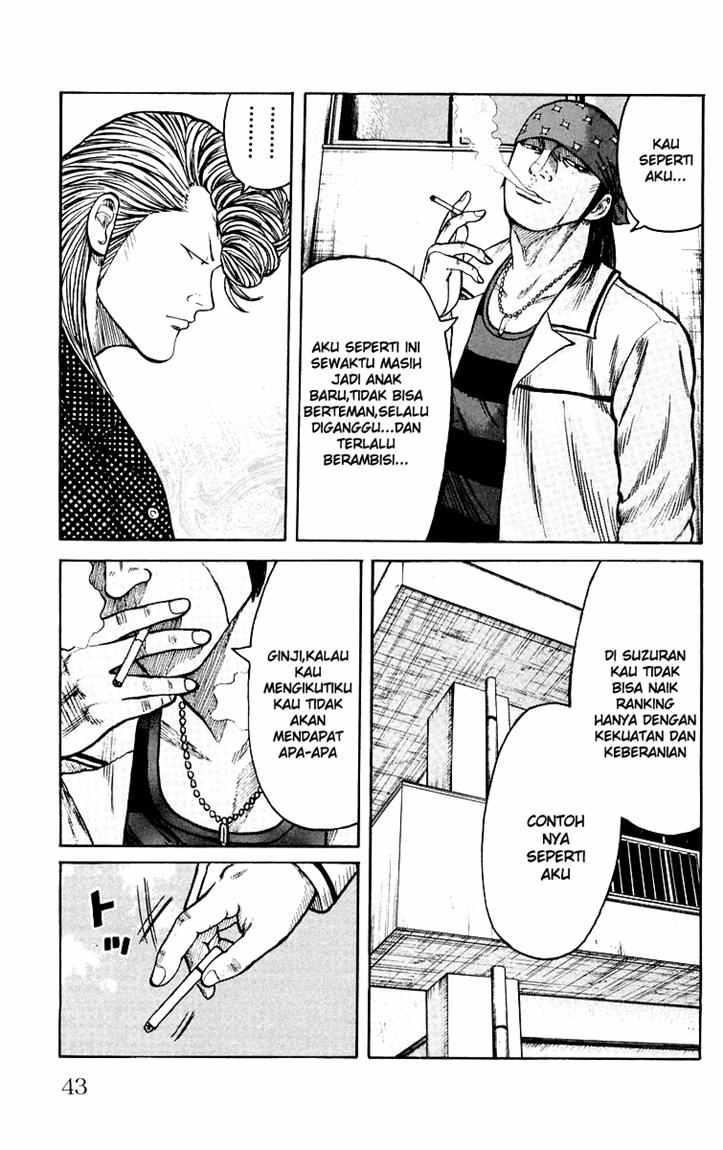 KAU
SEPERTI
AKU...
AKU SEPERTI INI
SEWAKTU MASIH
JADI ANAK
BARU,TIDAK BISA
BERTEMAN,SELALU
DIGANGGU...DAN
TERLALU
BERAMBISI...
.........
DI SUZURAN
KAU TIDAK
BISA NAIK
RANKING
HANYA DENGAN
KEKUATAN DAN
KEBERANIAN
CONTOH
NYA
SEPERTI
AKU
GINJI,KALAU
KAU
MENGIKUTIKU
KAU TIDAK
AKAN
MENDAPAT
APA-APA
トッ
43